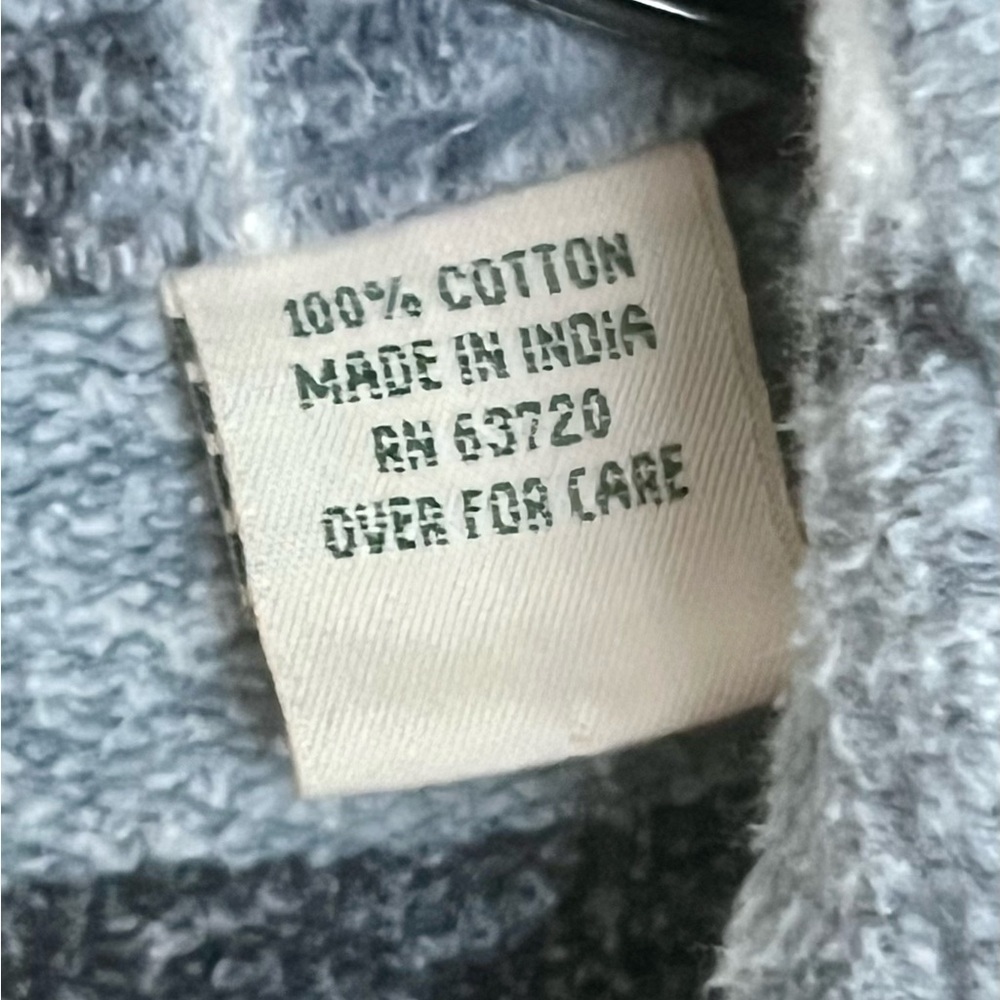 100% COTTON
MADE IN INDIA
RN 63720
OVER FOR CARE